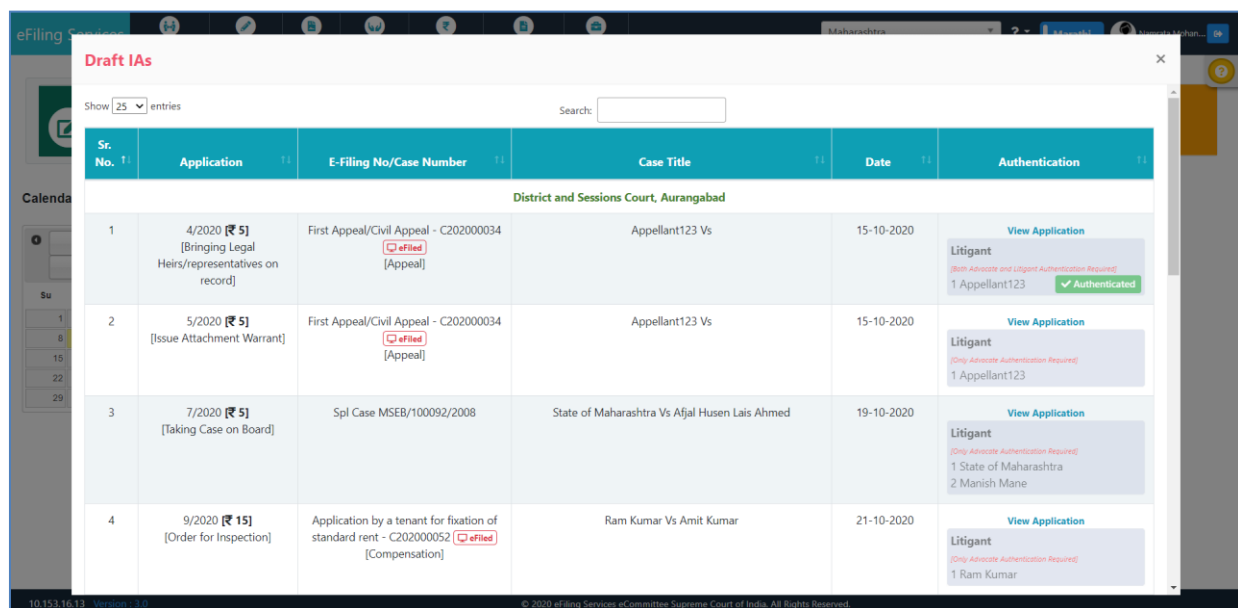 eFiling Services
Maharashtra
?
Marathi
Namrata Mohan...
Draft IAs
×
Show 25 entries
Search:
Sr. No.
Application
E-Filing No/Case Number
Case Title
Date
Authentication
District and Sessions Court, Aurangabad
1
4/2020 [₹ 5]
[Bringing Legal
Heirs/representatives on
record]
First Appeal/Civil Appeal - C202000034
eFiled
[Appeal]
Appellant123 Vs
15-10-2020
View Application
Litigant
[Both Advocate and Litigant Authentication Required]
1 Appellant123
✔ Authenticated
2
5/2020 [₹ 5]
[Issue Attachment Warrant]
First Appeal/Civil Appeal - C202000034
eFiled
[Appeal]
Appellant123 Vs
15-10-2020
View Application
Litigant
[Only Advocate Authentication Required]
1 Appellant123
3
7/2020 [₹ 5]
[Taking Case on Board]
Spl Case MSEB/100092/2008
State of Maharashtra Vs Afjal Husen Lais Ahmed
19-10-2020
View Application
Litigant
[Only Advocate Authentication Required]
1 State of Maharashtra
2 Manish Mane
4
9/2020 [₹ 15]
[Order for Inspection]
Application by a tenant for fixation of
standard rent - C202000052 eFiled
[Compensation]
Ram Kumar Vs Amit Kumar
21-10-2020
View Application
Litigant
[Only Advocate Authentication Required]
1 Ram Kumar
Calenda
Su
1
8
15
22
29
10.153.16.13 Version : 3.0
© 2020 eFiling Services eCommittee Supreme Court of India. All Rights Reserved.